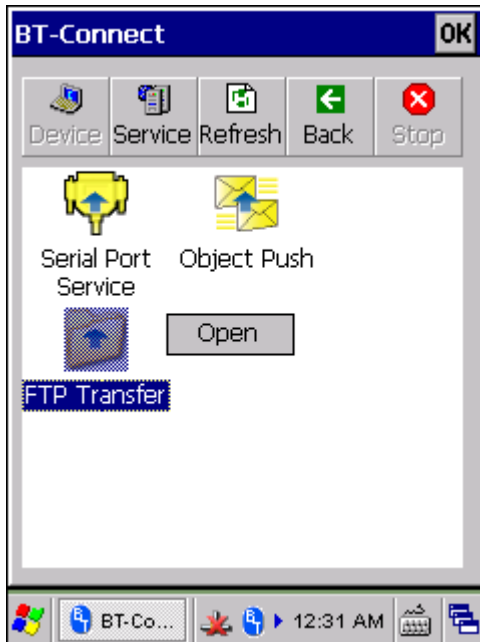 BT-Connect OK
Device Service Refresh Back Stop
Serial Port Service
Object Push
FTP Transfer
Open
BT-Co... 12:31 AM